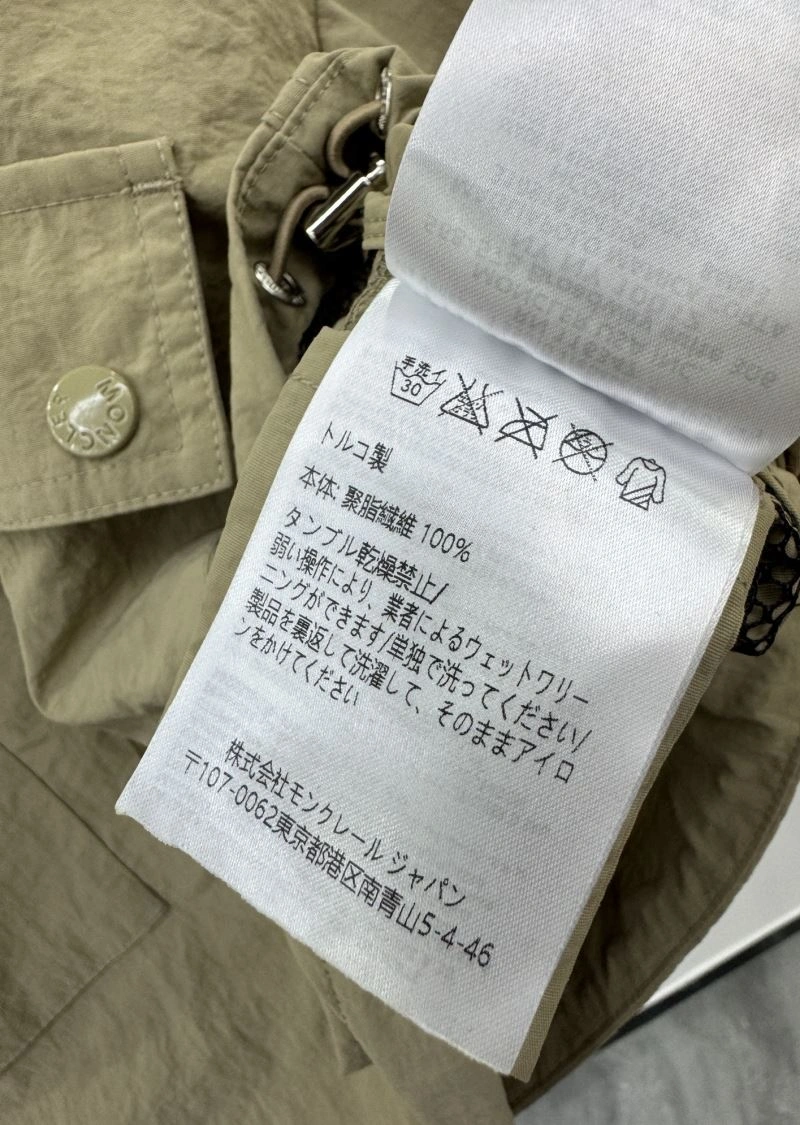 MONCLER
手洗イ
30
トルコ製
本体: 聚脂繊維 100%
タンブル乾燥禁止/
弱い操作により、業者によるウェットワリー
ニングができます/単独で洗ってください/
製品を裏返して洗濯して、そのままアイロ
ンをかけてください
株式会社モンクレール ジャパン
〒107-0062東京都港区南青山5-4-46